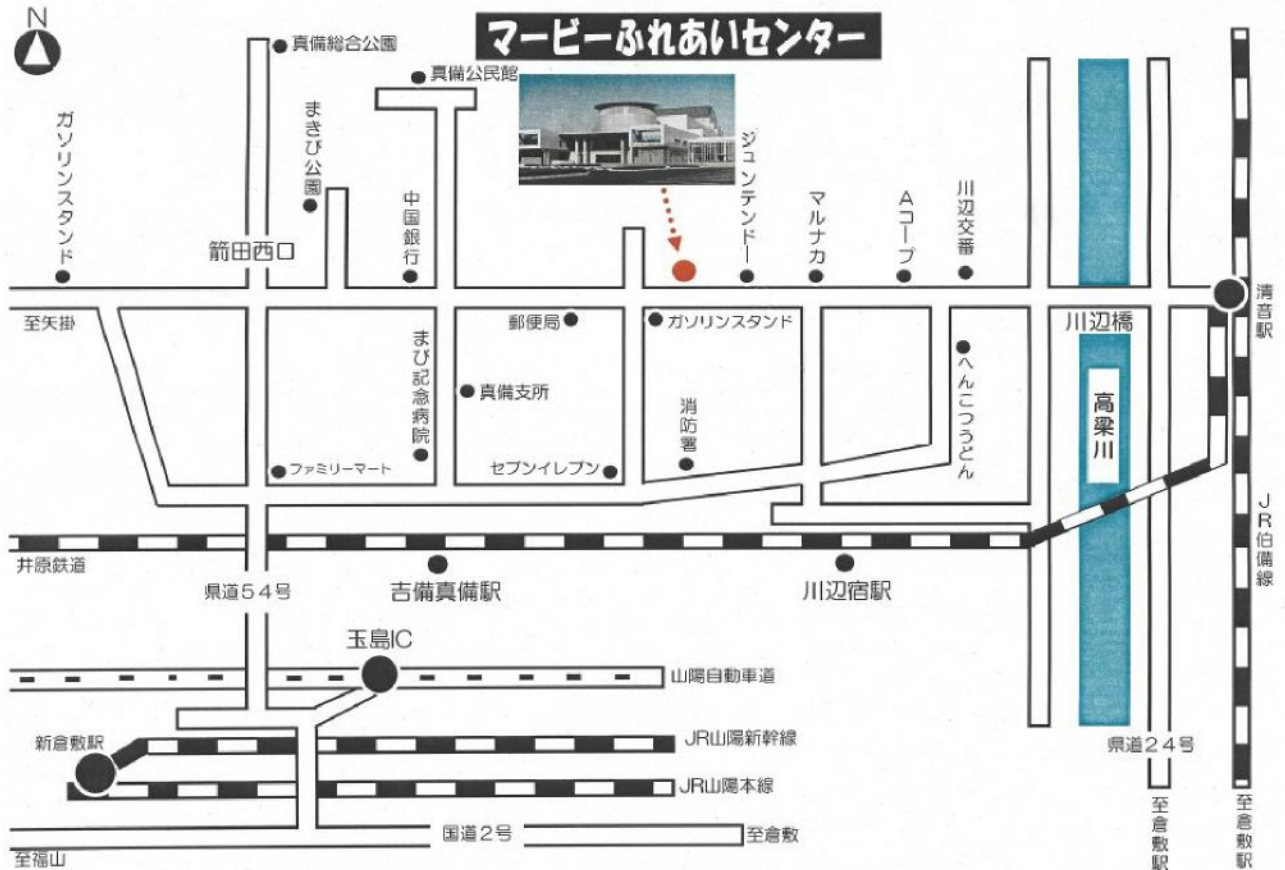 N
マービーふれあいセンター
真備総合公園
真備公民館
ガソリンスタンド
まきび公園
中国銀行
ジュンテンドー
マルナカ
Aコープ
川辺交番
箭田西口
至矢掛
郵便局
ガソリンスタンド
川辺橋
清音駅
まび記念病院
真備支所
消防署
へんこつうどん
高梁川
ファミリーマート
セブンイレブン
JR伯備線
井原鉄道
県道54号
吉備真備駅
川辺宿駅
玉島IC
山陽自動車道
新倉敷駅
JR山陽新幹線
県道24号
JR山陽本線
国道2号
至倉敷
至福山
至倉敷駅
至倉敷駅